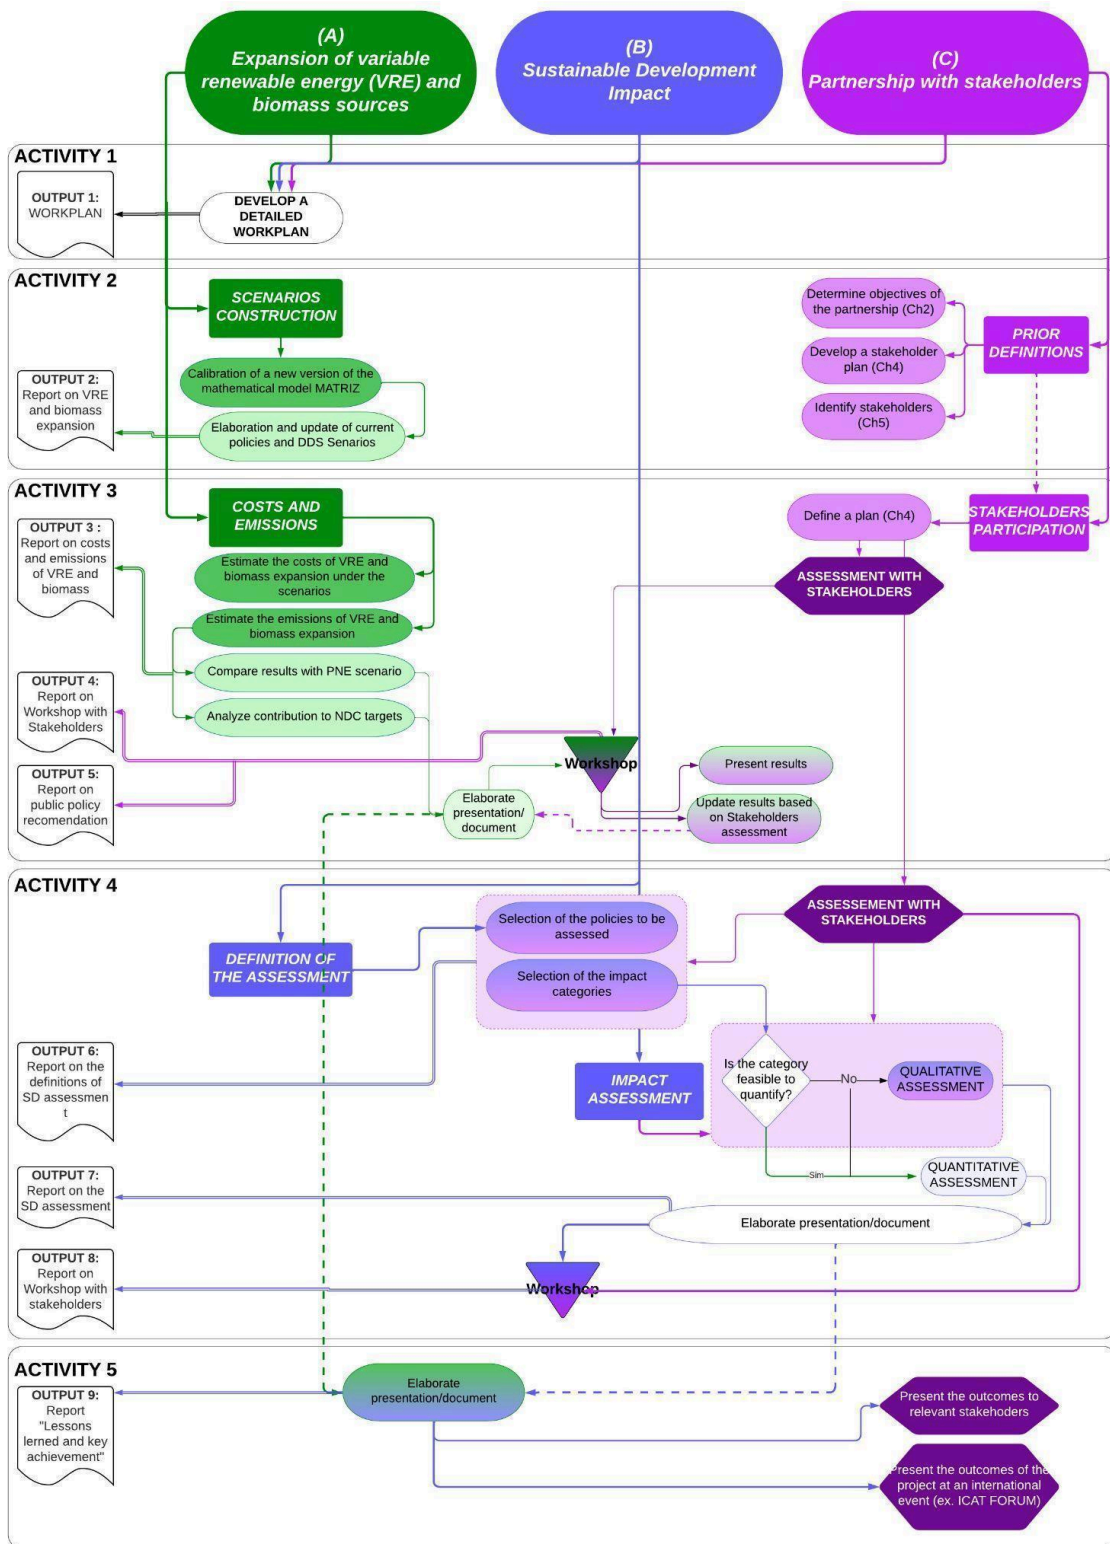 (A)
Expansion of variable
renewable energy (VRE) and
biomass sources
(B)
Sustainable Development
Impact
(C)
Partnership with stakeholders
ACTIVITY 1
OUTPUT 1:
WORKPLAN
DEVELOP A
DETAILED
WORKPLAN
ACTIVITY 2
SCENARIOS
CONSTRUCTION
Calibration of a new version of the
mathematical model MATRIZ
Elaboration and update of current
policies and DDS Senarios
OUTPUT 2:
Report on VRE
and biomass
expansion
Determine objectives of
the partnership (Ch2)
Develop a stakeholder
plan (Ch4)
Identify stakeholders
(Ch5)
PRIOR
DEFINITIONS
ACTIVITY 3
OUTPUT 3 :
Report on costs
and emissions
of VRE and
biomass
COSTS AND
EMISSIONS
Estimate the costs of VRE and
biomass expansion under the
scenarios
Estimate the emissions of VRE and
biomass expansion
Compare results with PNE scenario
Analyze contribution to NDC targets
Define a plan (Ch4)
STAKEHOLDERS
PARTICIPATION
ASSESSMENT WITH
STAKEHOLDERS
OUTPUT 4:
Report on
Workshop with
Stakeholders
OUTPUT 5:
Report on
public policy
recomendation
Workshop
Elaborate
presentation/
document
Present results
Update results based
on Stakeholders
assessment
ACTIVITY 4
DEFINITION OF
THE ASSESSMENT
Selection of the policies to be
assessed
Selection of the impact
categories
ASSESSEMENT WITH
STAKEHOLDERS
OUTPUT 6:
Report on the
definitions of
SD assessmen
t
IMPACT
ASSESSMENT
Is the category
feasible to
quantify?
No
QUALITATIVE
ASSESSMENT
Sim
QUANTITATIVE
ASSESSMENT
OUTPUT 7:
Report on the
SD assessment
Elaborate presentation/document
OUTPUT 8:
Report on
Workshop with
stakeholders
Workshop
ACTIVITY 5
OUTPUT 9:
Report
"Lessons
lerned and key
achievement"
Elaborate
presentation/document
Present the outcomes to
relevant stakehoders
Present the outcomes of the
project at an international
event (ex. ICAT FORUM)